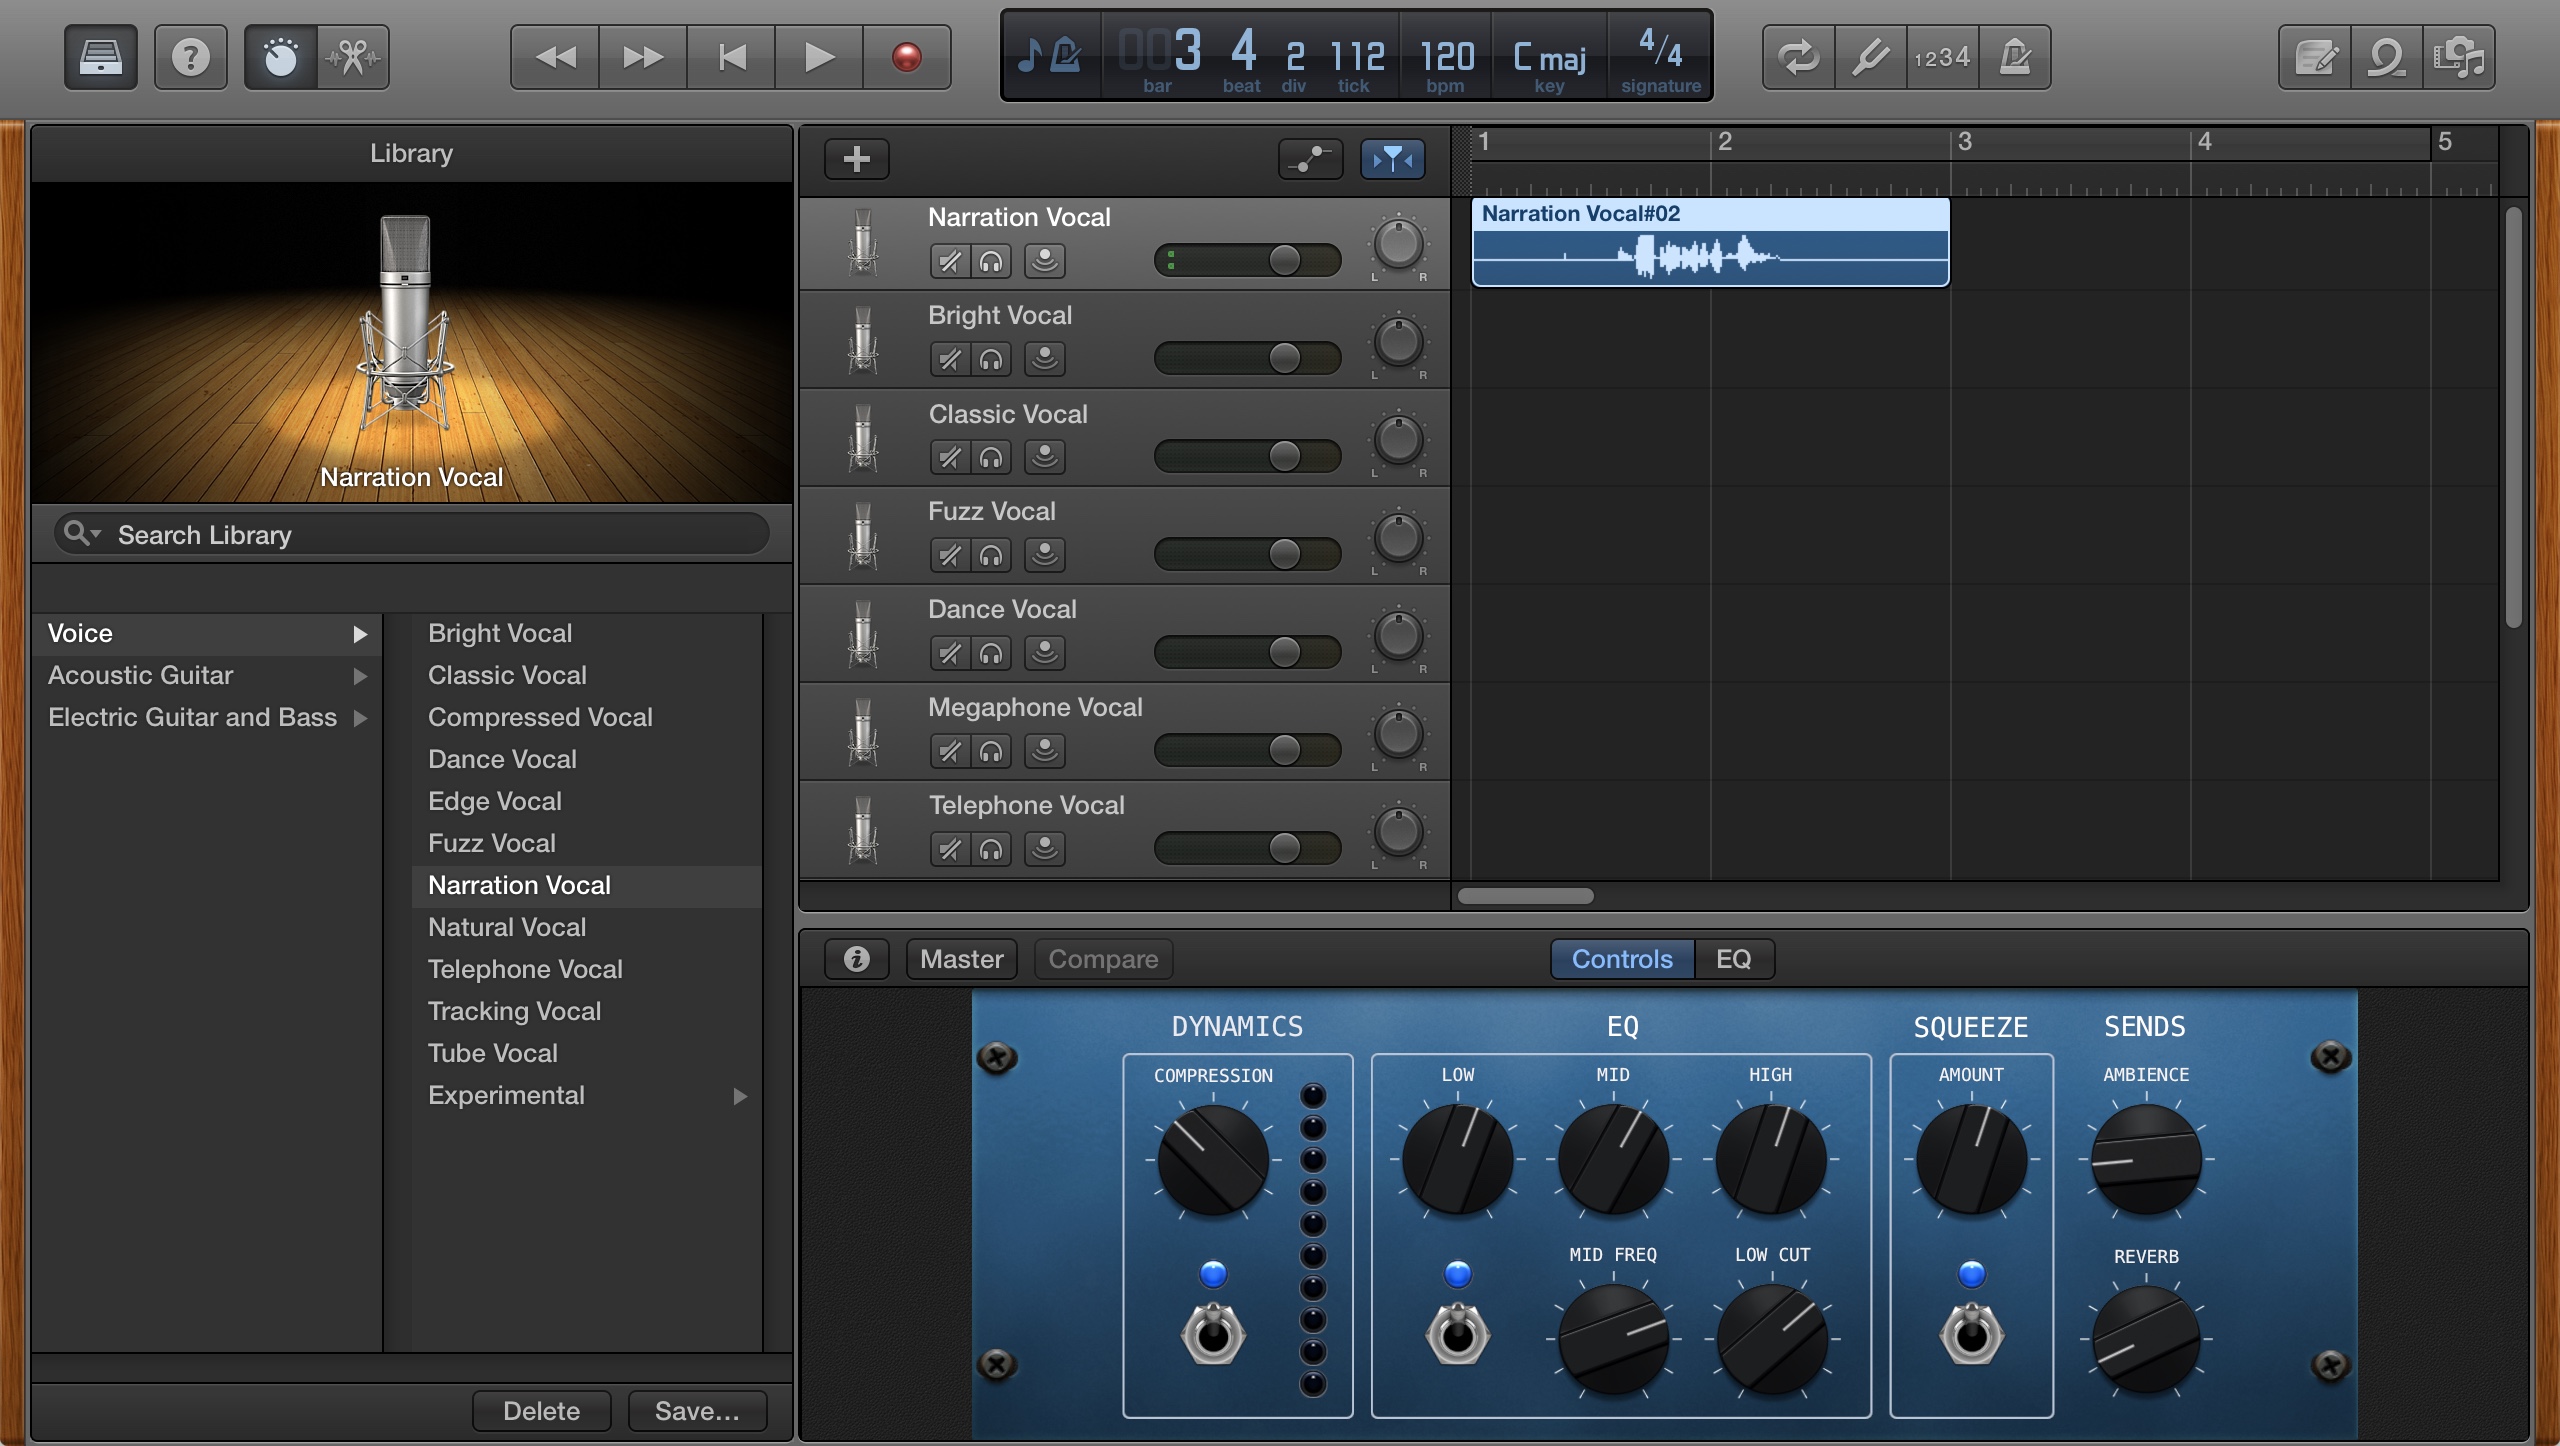 003 4 2 112 120 C maj 4/4
bar beat div tick bpm key signature
1234
Library
Narration Vocal
Search Library
Voice
Acoustic Guitar
Electric Guitar and Bass
Bright Vocal
Classic Vocal
Compressed Vocal
Dance Vocal
Edge Vocal
Fuzz Vocal
Narration Vocal
Natural Vocal
Telephone Vocal
Tracking Vocal
Tube Vocal
Experimental
Delete Save...
1 2 3 4 5
Narration Vocal
L R
Narration Vocal#02
Bright Vocal
L R
Classic Vocal
L R
Fuzz Vocal
L R
Dance Vocal
L R
Megaphone Vocal
L R
Telephone Vocal
L R
Master Compare Controls EQ
DYNAMICS EQ SQUEEZE SENDS
COMPRESSION LOW MID HIGH AMOUNT AMBIENCE
MID FREQ LOW CUT REVERB